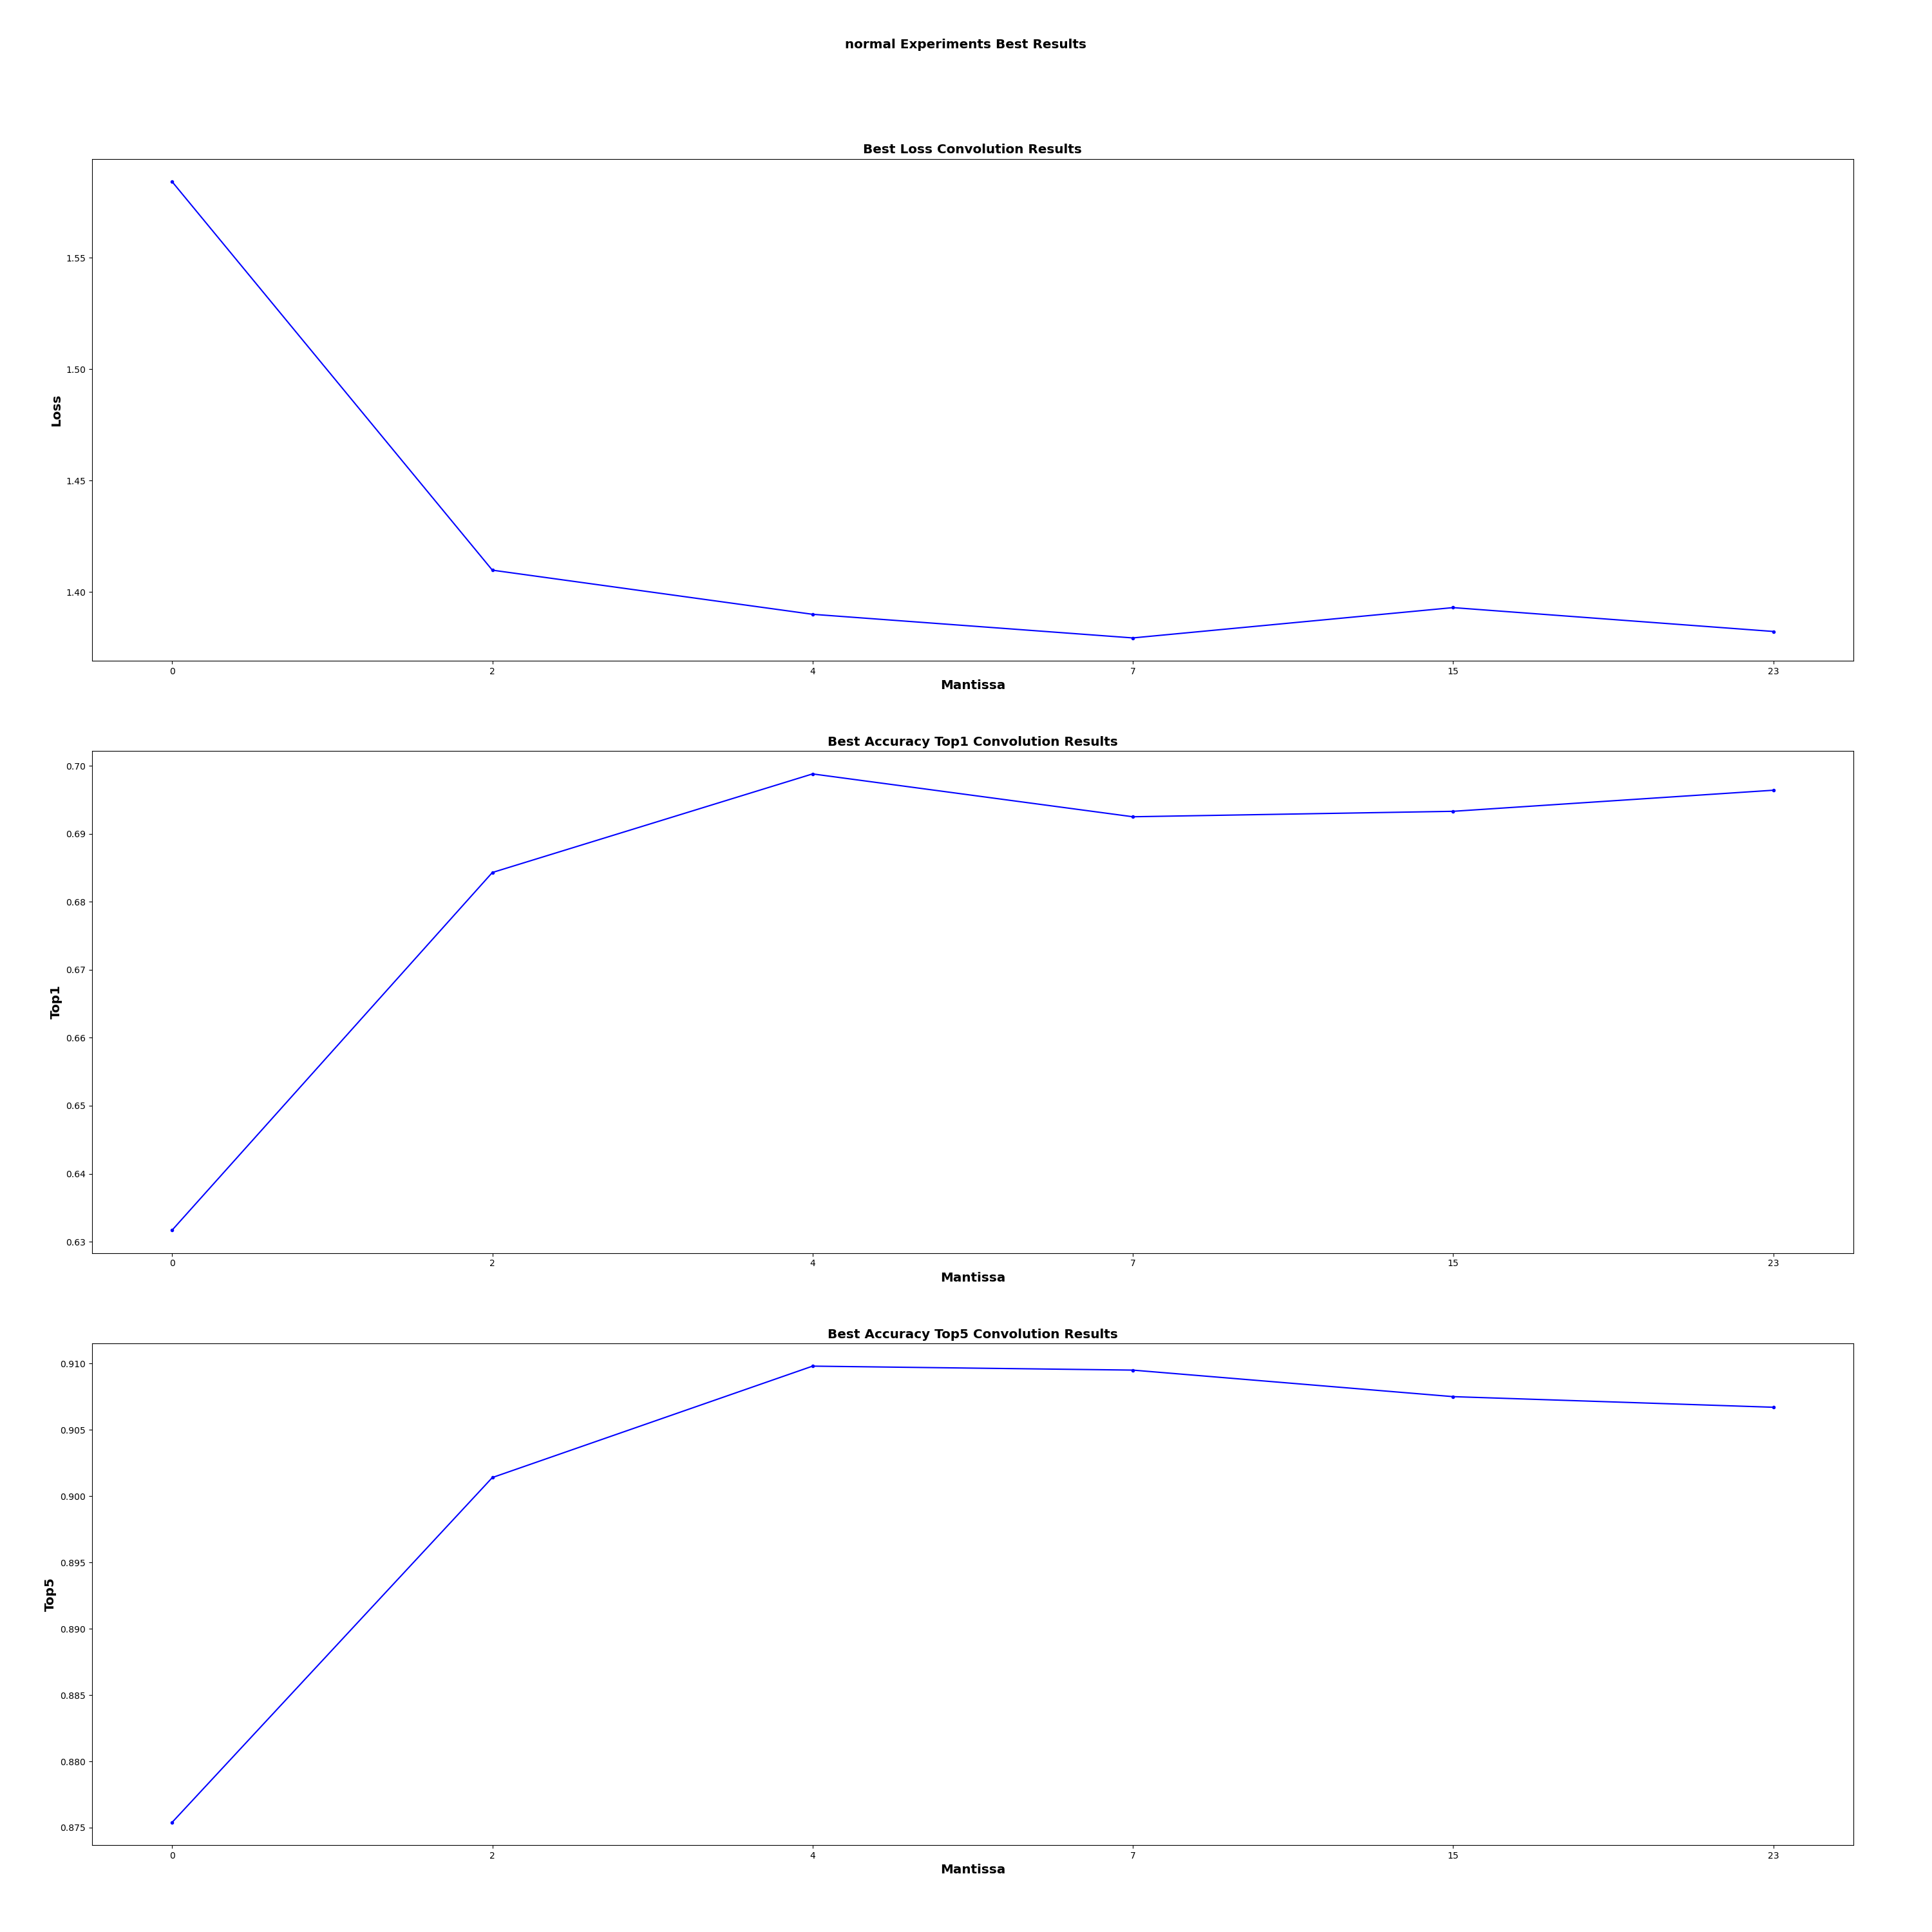 normal Experiments Best Results
Best Loss Convolution Results
1.55
1.50
1.45
1.40
Loss
0 2 4 7 15 23
Mantissa
Best Accuracy Top1 Convolution Results
0.70
0.69
0.68
0.67
0.66
0.65
0.64
0.63
Top1
0 2 4 7 15 23
Mantissa
Best Accuracy Top5 Convolution Results
0.910
0.905
0.900
0.895
0.890
0.885
0.880
0.875
Top5
0 2 4 7 15 23
Mantissa